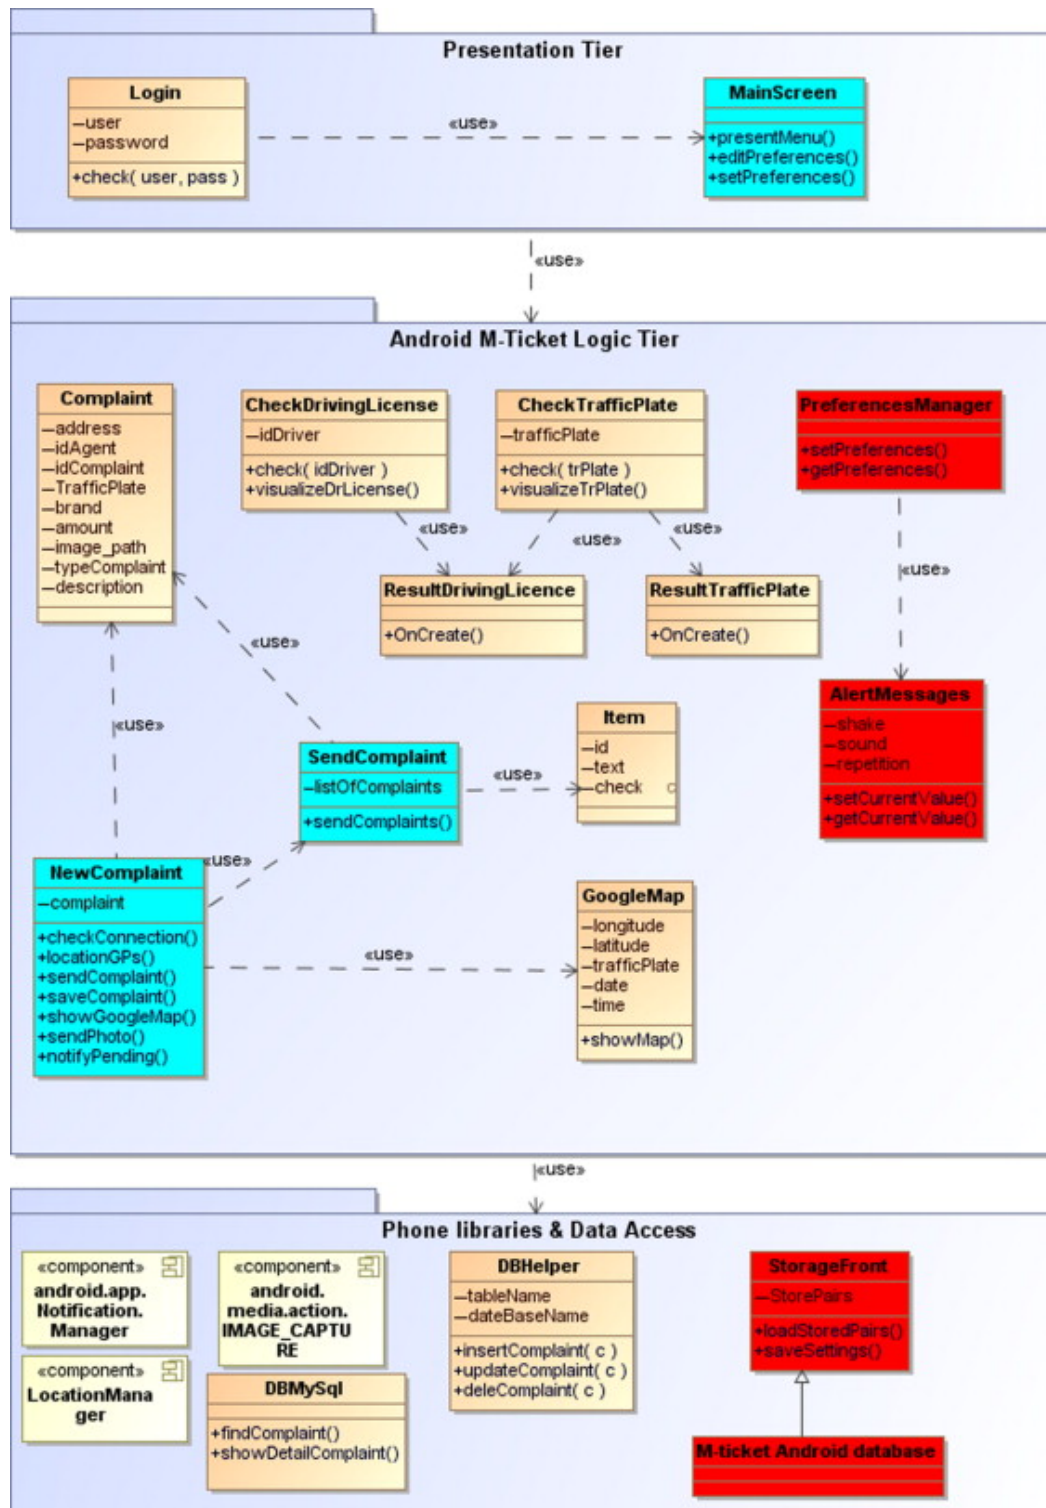 Presentation Tier
Login
—user
—password
+check( user, pass )
«use»
MainScreen
+presentMenu()
+editPreferences()
+setPreferences()
«use»
Android M-Ticket Logic Tier
Complaint
—address
—idAgent
—idComplaint
—TrafficPlate
—brand
—amount
—image_path
—typeComplaint
—description
CheckDrivingLicense
—idDriver
+check( idDriver )
+visualizeDrLicense()
CheckTrafficPlate
—trafficPlate
+check( trPlate )
+visualizeTrPlate()
PreferencesManager
+setPreferences()
+getPreferences()
«use»
«use»
«use»
«use»
ResultDrivingLicence
+OnCreate()
ResultTrafficPlate
+OnCreate()
«use»
«use»
AlertMessages
—shake
—sound
—repetition
+setCurrentValue()
+getCurrentValue()
SendComplaint
—listOfComplaints
+sendComplaints()
«use»
Item
—id
—text
—check c
NewComplaint
—complaint
+checkConnection()
+locationGPs()
+sendComplaint()
+saveComplaint()
+showGoogleMap()
+sendPhoto()
+notifyPending()
«use»
«use»
GoogleMap
—longitude
—latitude
—trafficPlate
—date
—time
+showMap()
«use»
Phone libraries & Data Access
«component»
android.app.
Notification.
Manager
«component»
android.
media.action.
IMAGE_CAPTU
RE
DBHelper
—tableName
—dateBaseName
+insertComplaint( c )
+updateComplaint( c )
+deleComplaint( c )
StorageFront
—StorePairs
+loadStoredPairs()
+saveSettings()
«component»
LocationMana
ger
DBMySql
+findComplaint()
+showDetailComplaint()
M-ticket Android database